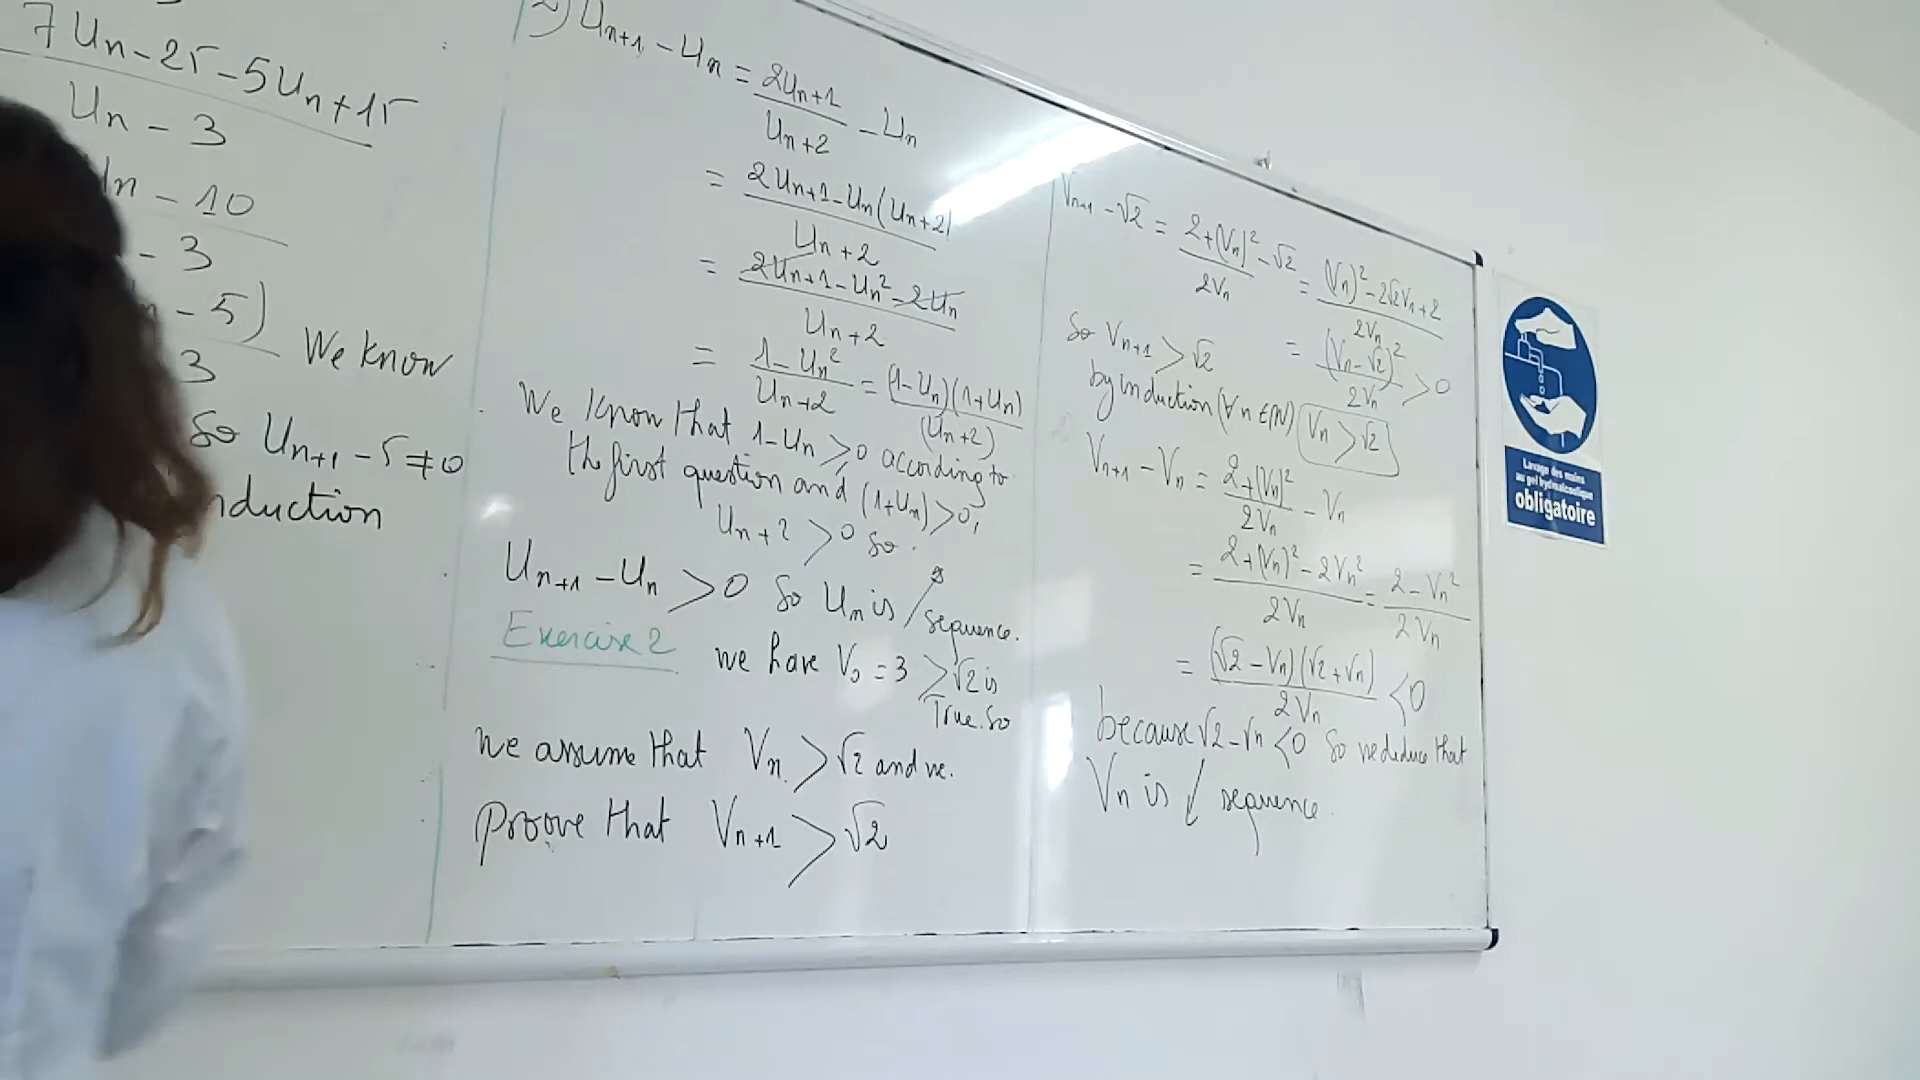 7Un - 25 - 5Un + 15
Un - 3
Un - 10
- 3
- 5)
3
We know
So Un+1 - 5 ≠ 0
nduction
2) Un+1 - Un = 2Un+1 / Un+2 - Un
= 2Un+1 - Un(Un+2) / Un+2
= 2Un+1 - Un² - 2Un / Un+2
= 1 - Un² / Un+2 = (1-Un)(1+Un) / (Un+2)
We know that 1-Un > 0 according to
the first question and (1+Un) > 0,
Un+2 > 0 so
Un+1 - Un > 0 So Un is ↗ sequence.
Exercise 2 we have V0 = 3 > √2 is
True. So
we assume that Vn > √2 and we
proove that Vn+1 > √2
Vn+1 - √2 = 2+(Vn)² / 2Vn - √2 = (Vn)² - 2√2Vn + 2 / 2Vn
= (Vn - √2)² / 2Vn > 0
So Vn+1 > √2
by induction (∀n ∈ N) Vn > √2
Vn+1 - Vn = 2+(Vn)² / 2Vn - Vn
= 2+(Vn)² - 2Vn² / 2Vn = 2 - Vn² / 2Vn
= (√2 - Vn)(√2 + Vn) / 2Vn < 0
because √2 - Vn < 0 So we deduce that
Vn is ↙ sequence.
Lavage des mains
au gel hydroalcoolique
obligatoire